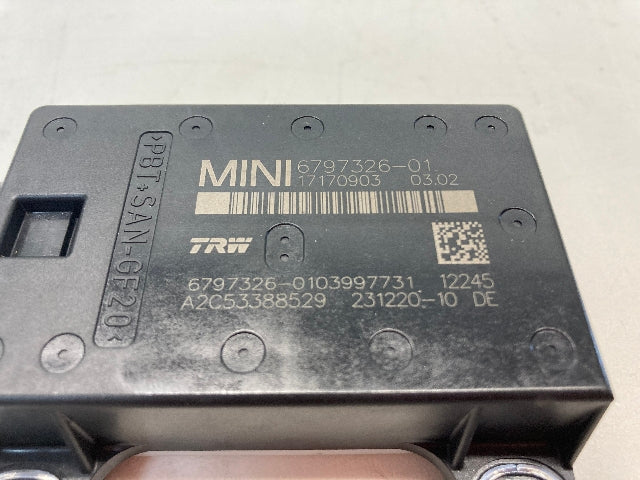 MINI 6797326-01
17170903 03.02
TRW
6797326-0103997731 12245
A2C53388529 231220-10 DE
>PBT+SAN-GF20<